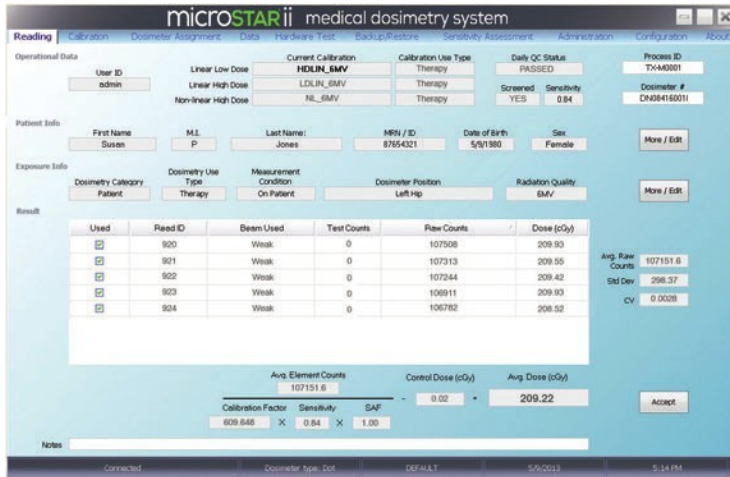 microSTARii medical dosimetry system
Reading Calibration Dosimeter Assignment Data Hardware Test Backup/Restore Sensitivity Assessment Administration Configuration About
Operational Data
User ID
admin
Current Calibration Calibration Use Type Daily QC Status Process ID
Linear Low Dose HDLIN_6MV Therapy PASSED TX-M0001
Linear High Dose LDLIN_6MV Therapy Screened Sensitivity Dosimeter #
Non-linear High Dose NL_6MV Therapy YES 0.84 DN08416001I
Patient Info
First Name M.I. Last Name: MRN / ID Date of Birth Sex
Susan P Jones 87654321 5/9/1980 Female More / Edit
Exposure Info
Dosimetry Category Dosimetry Use Type Measurement Condition Dosimeter Position Radiation Quality
Patient Therapy On Patient Left Hip 6MV More / Edit
Result
Used Read ID Beam Used Test Counts Raw Counts Dose (cGy)
920 Weak 0 107508 209.93
921 Weak 0 107313 209.55
922 Weak 0 107244 209.42
923 Weak 0 106911 209.93
924 Weak 0 106782 208.52
Avg. Raw Counts 107151.6
Std Dev 298.37
CV 0.0028
Avg. Element Counts Control Dose (cGy) Avg. Dose (cGy)
107151.6 - 0.02 = 209.22 Accept
Calibration Factor Sensitivity SAF
609.648 X 0.84 X 1.00
Notes
Connected Dosimeter type: Dot DEFAULT 5/9/2013 5:14 PM